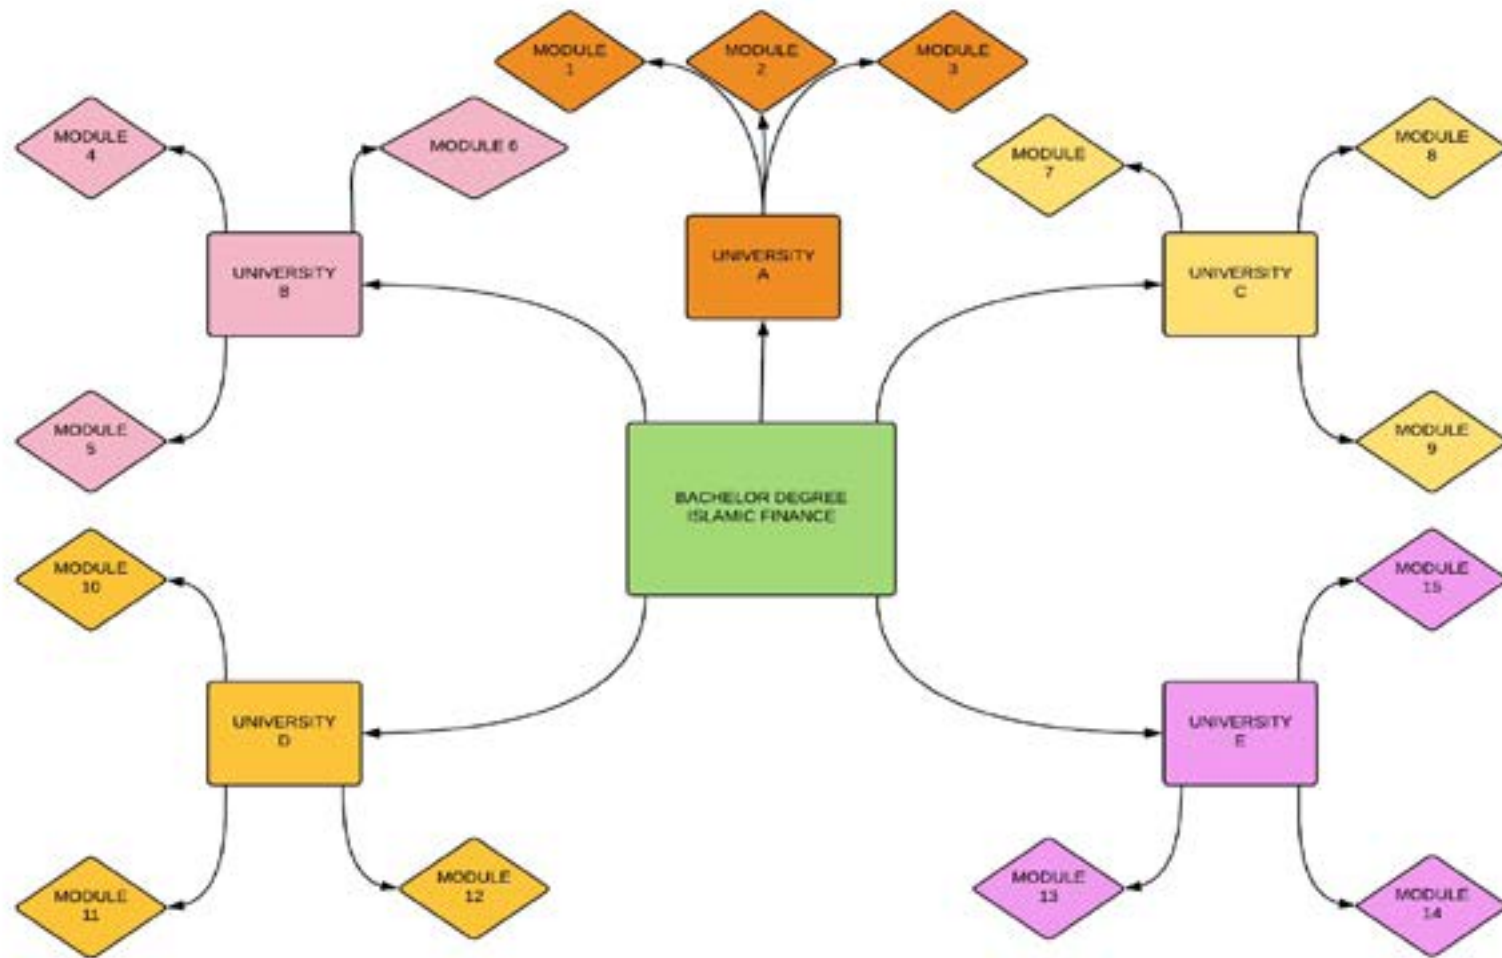 MODULE
1
MODULE
2
MODULE
3
MODULE
4
MODULE 6
MODULE
7
MODULE
8
UNIVERSITY
B
UNIVERSITY
A
UNIVERSITY
C
MODULE
5
MODULE
9
BACHELOR DEGREE
ISLAMIC FINANCE
MODULE
10
MODULE
15
UNIVERSITY
D
UNIVERSITY
E
MODULE
11
MODULE
12
MODULE
13
MODULE
14